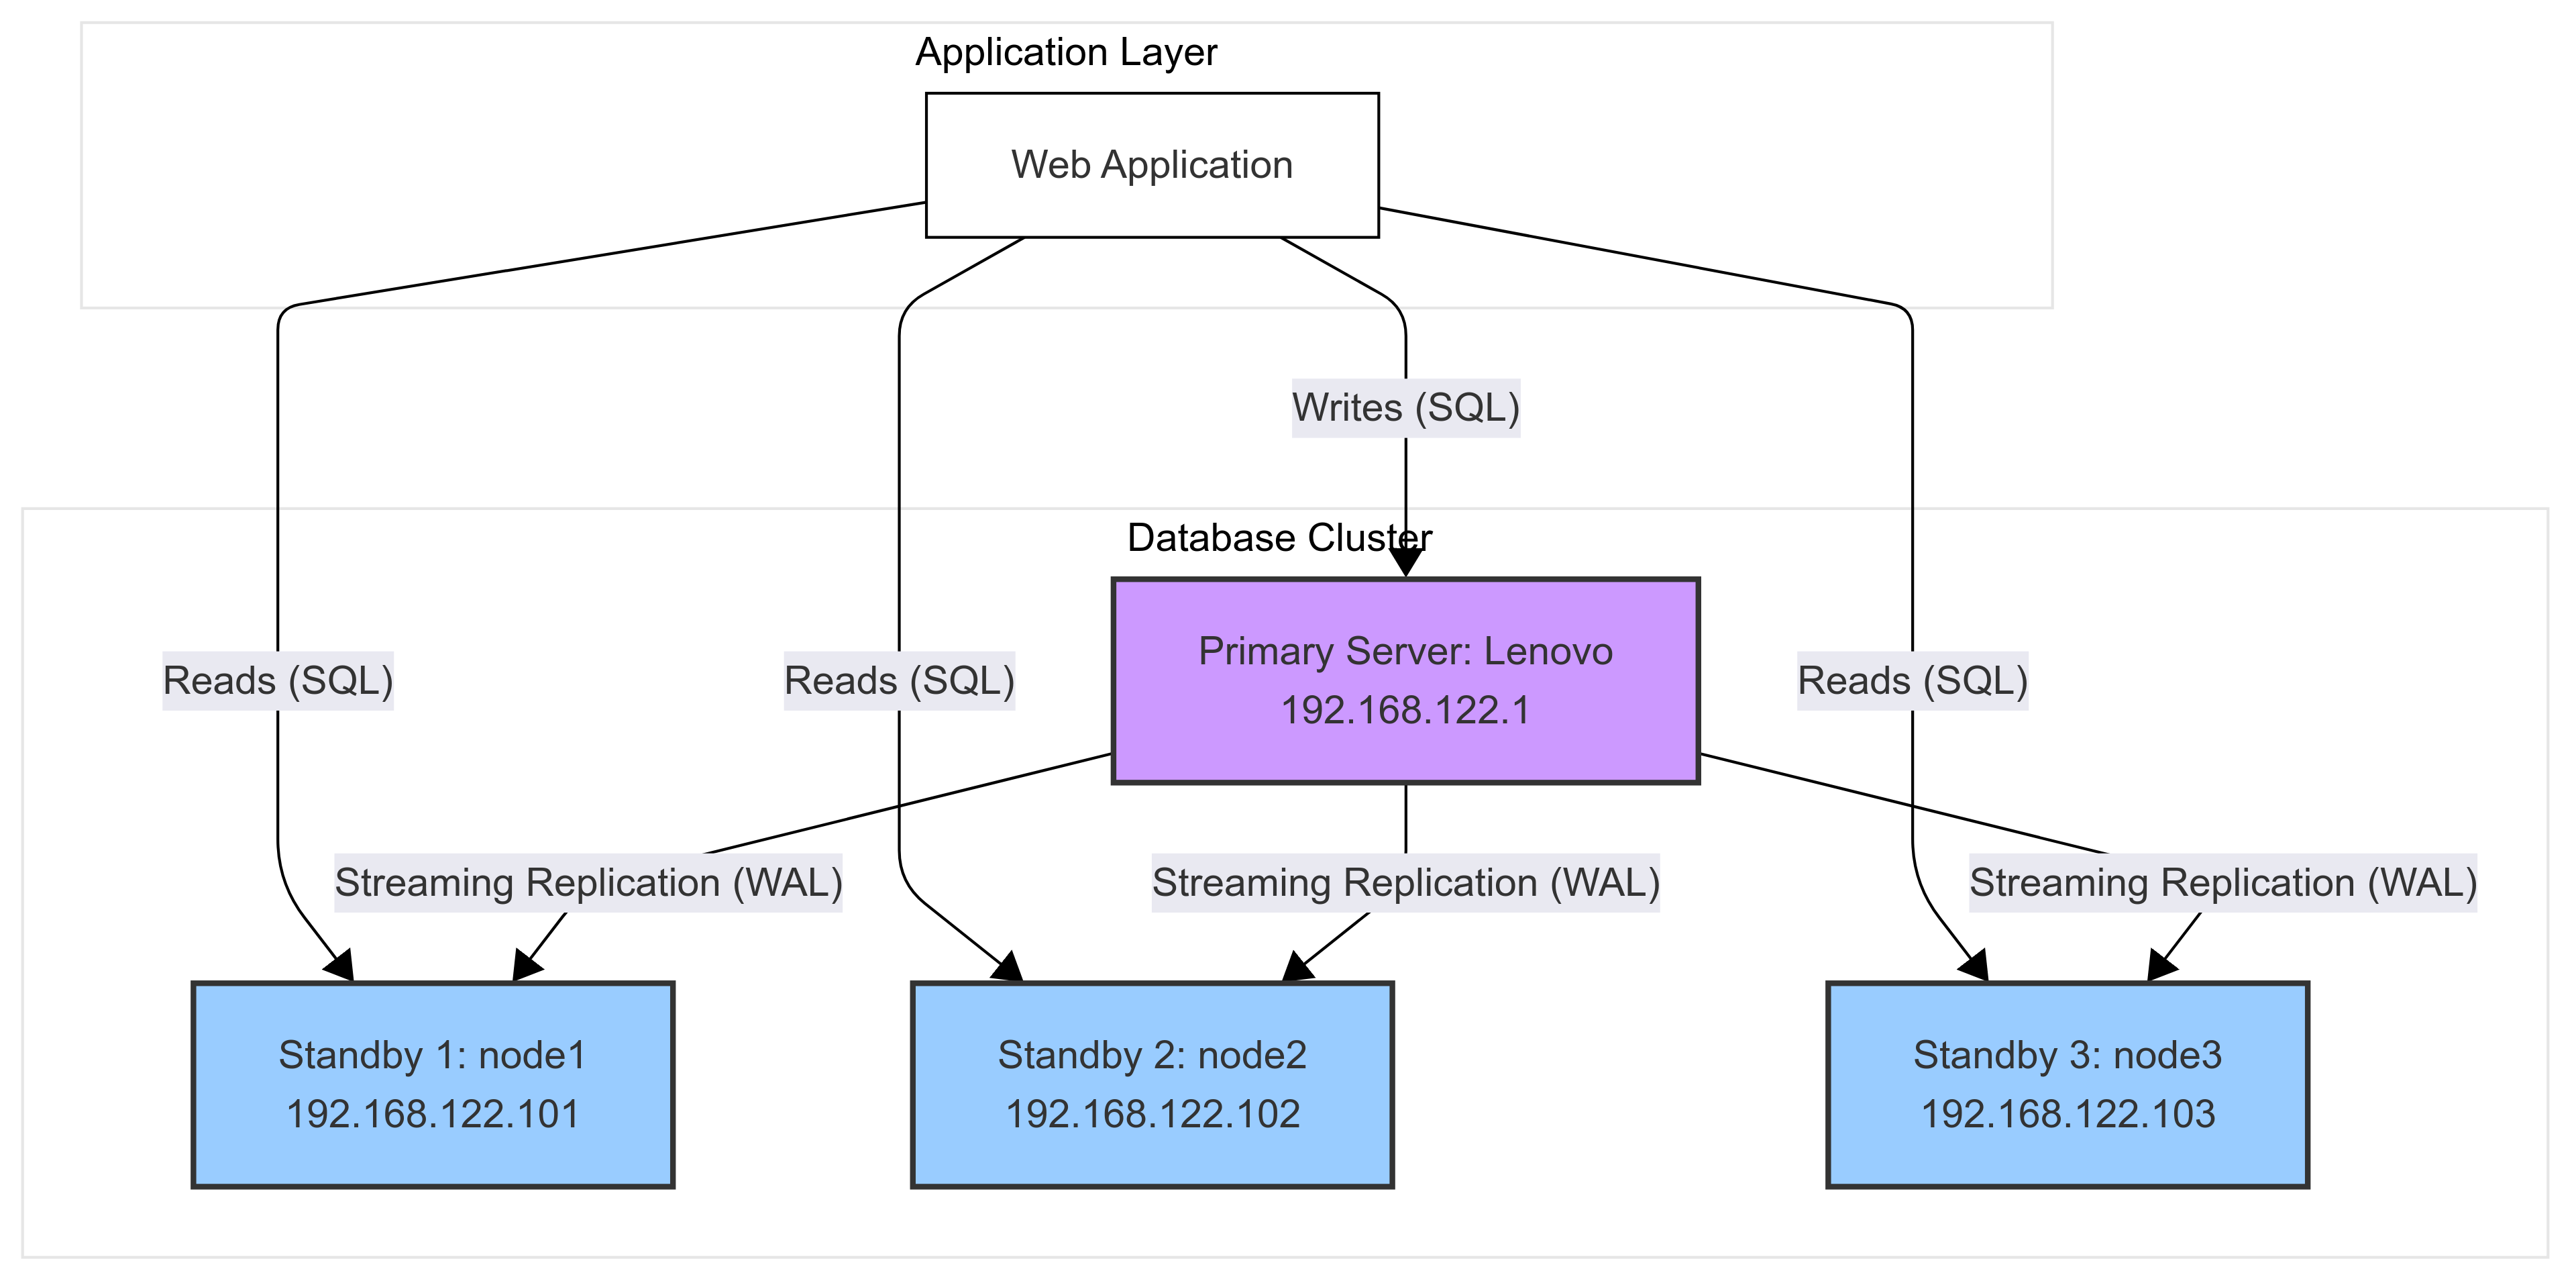 Application Layer
Web Application
Writes (SQL)
Database Cluster
Primary Server: Lenovo
192.168.122.1
Reads (SQL)
Reads (SQL)
Reads (SQL)
Streaming Replication (WAL)
Streaming Replication (WAL)
Streaming Replication (WAL)
Standby 1: node1
192.168.122.101
Standby 2: node2
192.168.122.102
Standby 3: node3
192.168.122.103